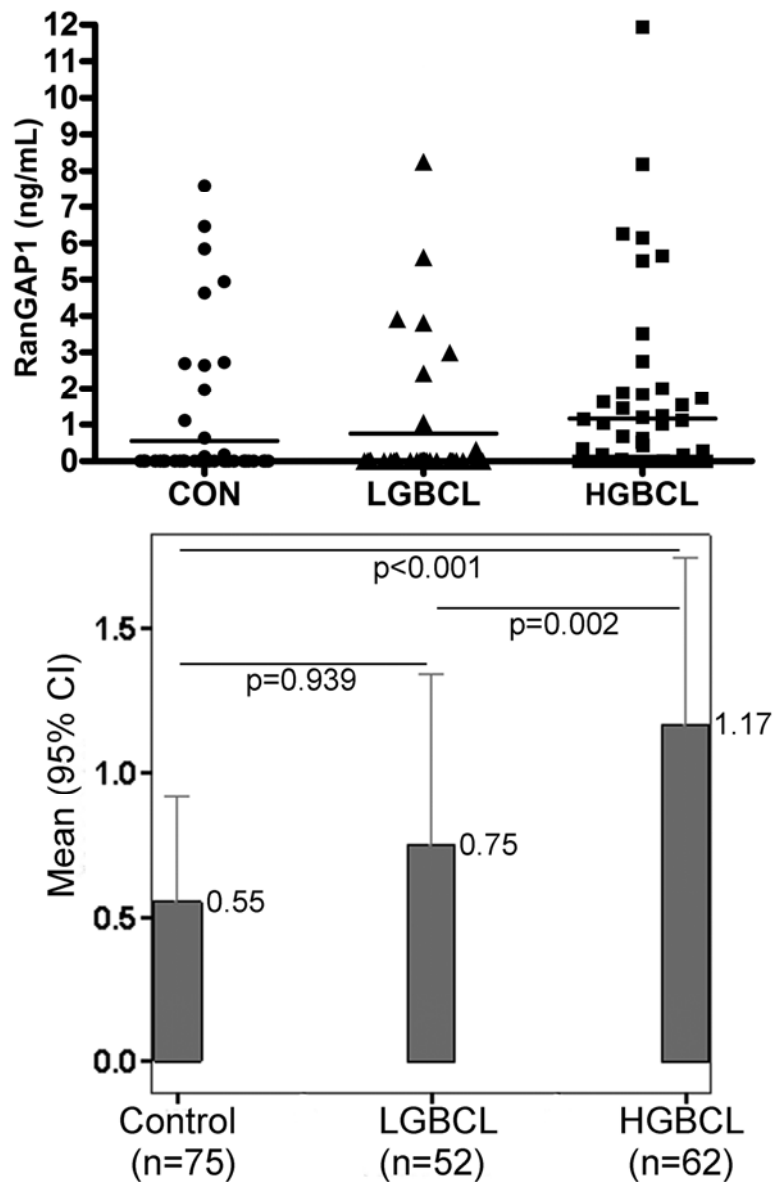 12
11
10
9
8
7
6
5
4
3
2
1
0
RanGAP1 (ng/mL)
CON LGBCL HGBCL
p<0.001
p=0.002
p=0.939
1.5
1.0
0.5
0.0
Mean (95% CI)
0.55
0.75
1.17
Control LGBCL HGBCL
(n=75) (n=52) (n=62)